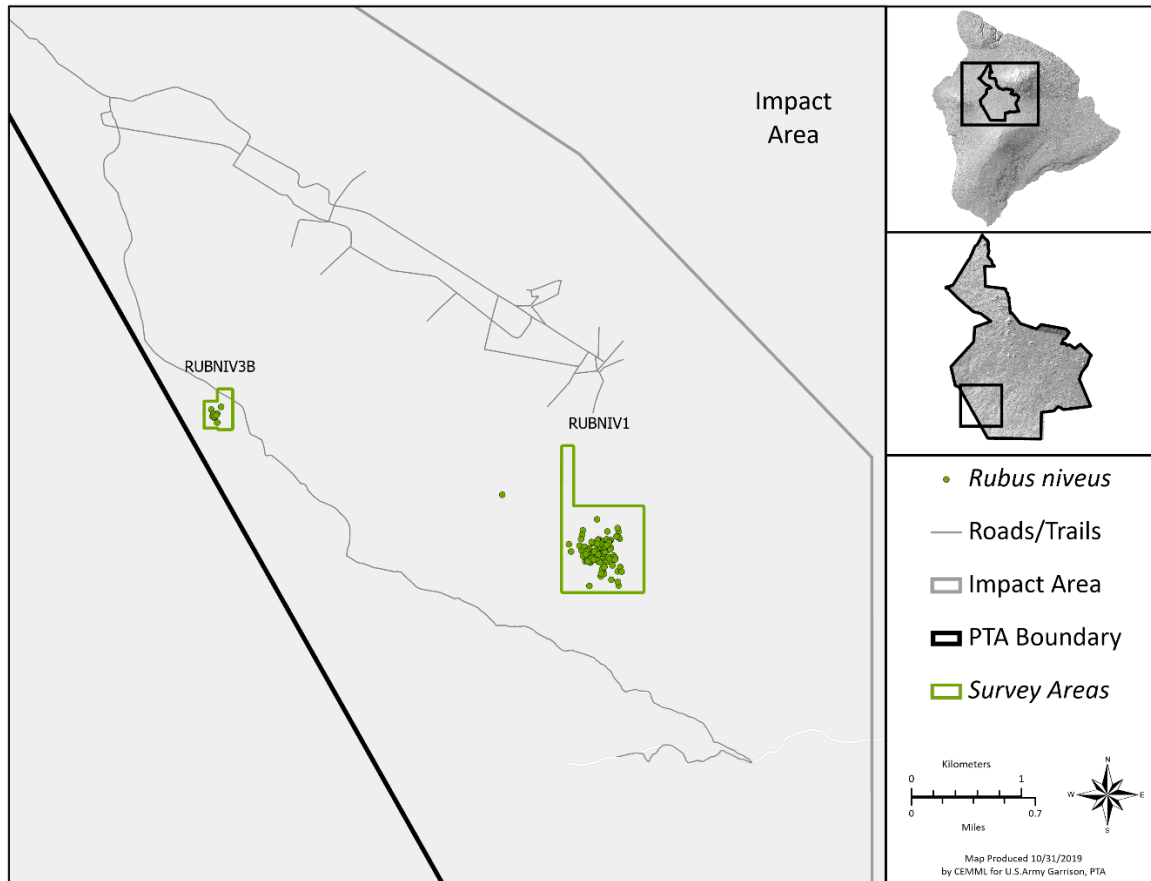 Impact
Area
RUBNIV3B
RUBNIV1
Rubus niveus
Roads/Trails
Impact Area
PTA Boundary
Survey Areas
Kilometers
0 1
0 0.7
Miles
N
W E
S
Map Produced 10/31/2019
by CEMML for U.S.Army Garrison, PTA